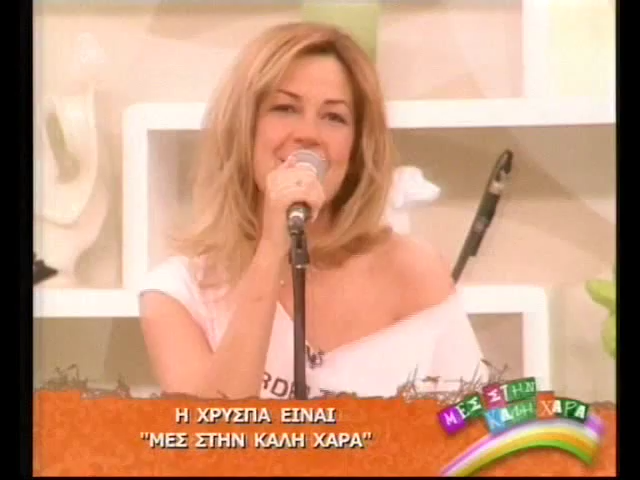 Η ΧΡΥΣΠΑ ΕΙΝΑΙ
"ΜΕΣ ΣΤΗΝ ΚΑΛΗ ΧΑΡΑ"
ΜΕΣ ΣΤΗΝ
ΚΑΛΗ ΧΑΡΑ